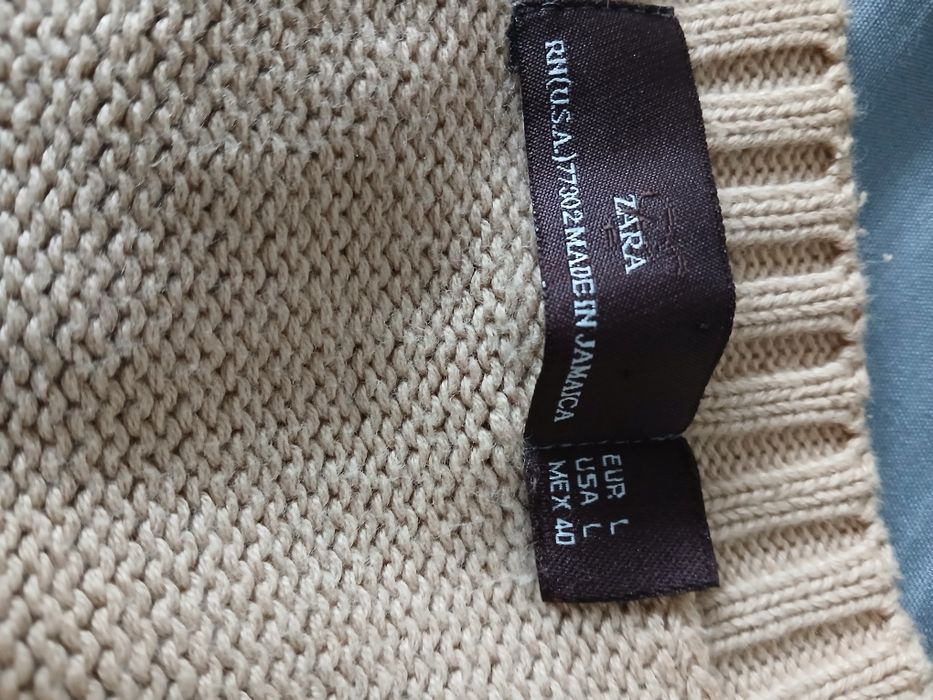 ZARA
RN(U.S.A.)77302 MADE IN JAMAICA
EUR L
USA L
MEX 40